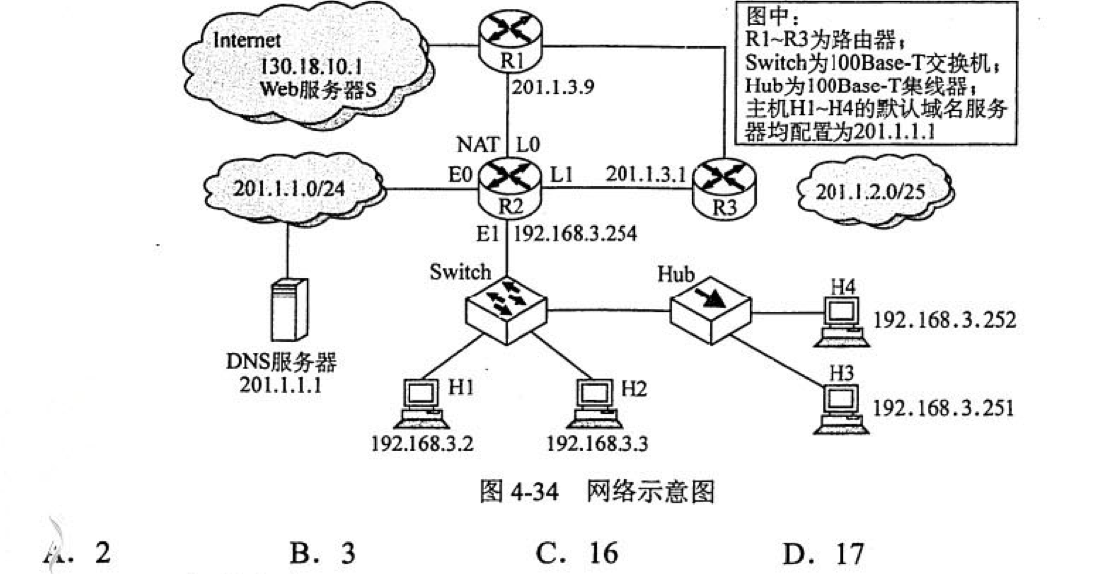 Internet
130.18.10.1
Web服务器S
R1
201.1.3.9
图中:
R1~R3为路由器;
Switch为100Base-T交换机;
Hub为100Base-T集线器;
主机H1~H4的默认域名服务
器均配置为201.1.1.1
NAT L0
201.1.1.0/24
E0
L1
201.1.3.1
R2
R3
201.1.2.0/25
E1 192.168.3.254
Switch
Hub
H4
192.168.3.252
DNS服务器
201.1.1.1
H1
H2
H3
192.168.3.251
192.168.3.2
192.168.3.3
图 4-34 网络示意图
A. 2 B. 3 C. 16 D. 17